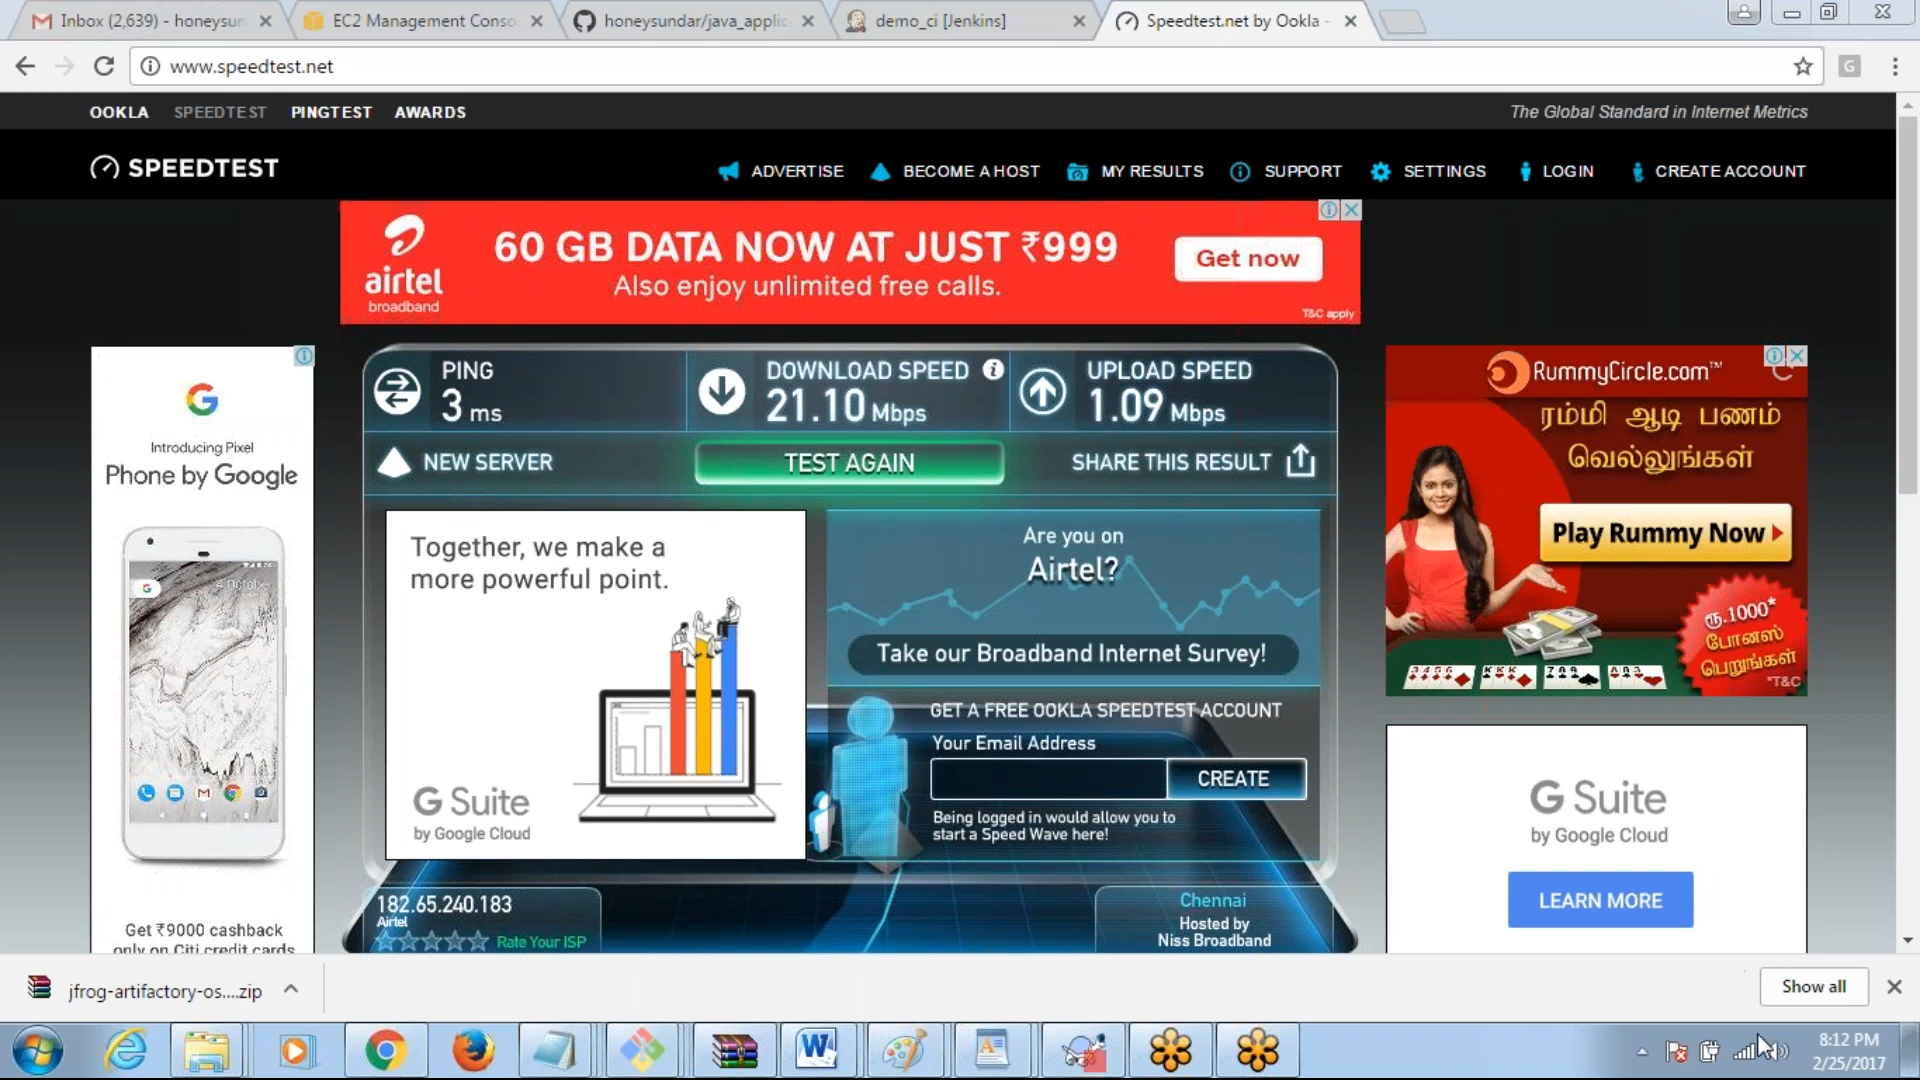 Inbox (2,639) - honeysun
EC2 Management Conso
honeysundar/java_applic
demo_ci [Jenkins]
Speedtest.net by Ookla -
www.speedtest.net
G
OOKLA SPEEDTEST PINGTEST AWARDS
The Global Standard in Internet Metrics
SPEEDTEST
ADVERTISE
BECOME A HOST
MY RESULTS
SUPPORT
SETTINGS
LOGIN
CREATE ACCOUNT
airtel
broadband
60 GB DATA NOW AT JUST ₹999
Also enjoy unlimited free calls.
Get now
T&C apply
Introducing Pixel
Phone by Google
Get ₹9000 cashback
only on Citi credit cards
PING
3 ms
DOWNLOAD SPEED
21.10 Mbps
UPLOAD SPEED
1.09 Mbps
NEW SERVER
TEST AGAIN
SHARE THIS RESULT
Together, we make a
more powerful point.
G Suite
by Google Cloud
Are you on
Airtel?
Take our Broadband Internet Survey!
GET A FREE OOKLA SPEEDTEST ACCOUNT
Your Email Address
CREATE
Being logged in would allow you to
start a Speed Wave here!
182.65.240.183
Airtel
Rate Your ISP
Chennai
Hosted by
Niss Broadband
RummyCircle.com™
ரம்மி ஆடி பணம்
வெல்லுங்கள்
Play Rummy Now
ரூ.1000*
போனஸ்
பெறுங்கள்
*T&C
G Suite
by Google Cloud
LEARN MORE
jfrog-artifactory-os....zip
Show all
8:12 PM
2/25/2017